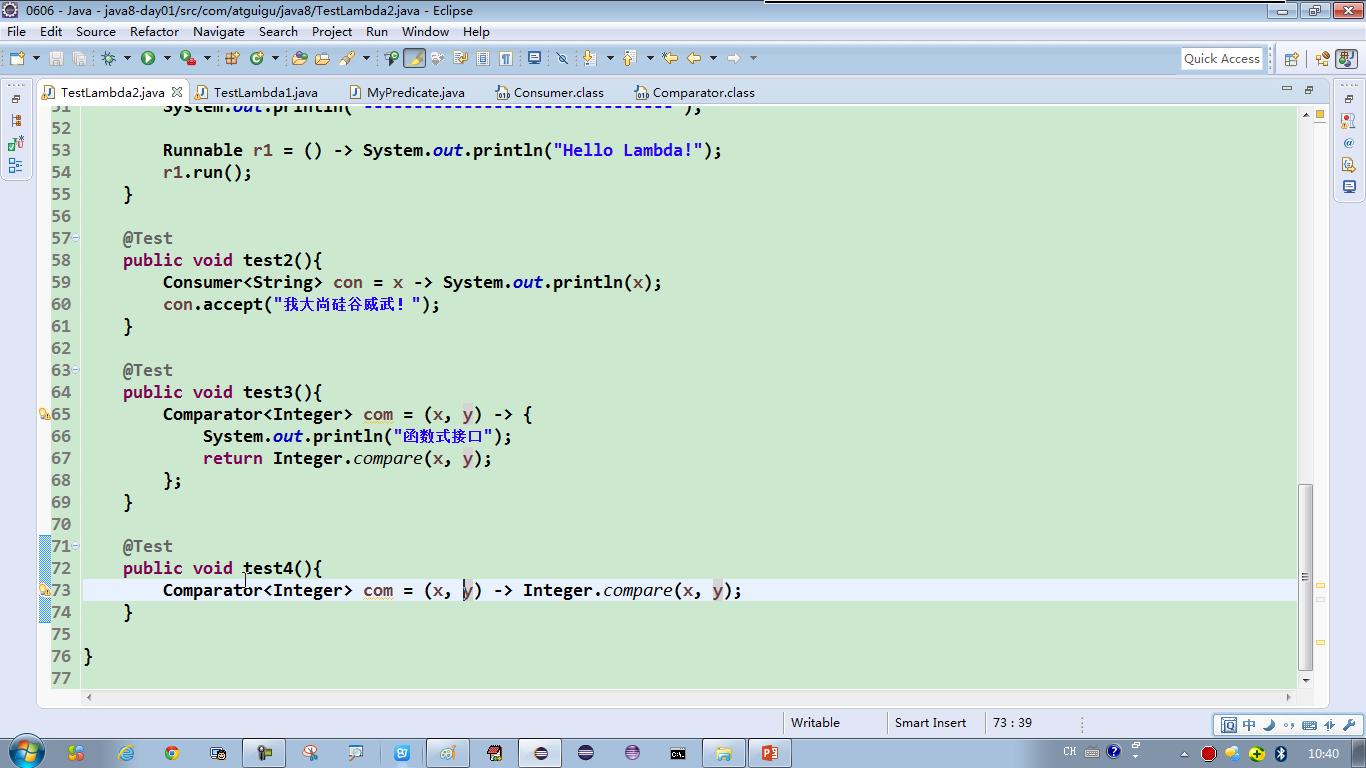 0606 - Java - java8-day01/src/com/atguigu/java8/TestLambda2.java - Eclipse
File Edit Source Refactor Navigate Search Project Run Window Help
Quick Access
TestLambda2.java TestLambda1.java MyPredicate.java Consumer.class Comparator.class
51 System.out.println("-------------------------------");
52
53 Runnable r1 = () -> System.out.println("Hello Lambda!");
54 r1.run();
55 }
56
57 @Test
58 public void test2(){
59 Consumer<String> con = x -> System.out.println(x);
60 con.accept("我大尚硅谷威武！");
61 }
62
63 @Test
64 public void test3(){
65 Comparator<Integer> com = (x, y) -> {
66 System.out.println("函数式接口");
67 return Integer.compare(x, y);
68 };
69 }
70
71 @Test
72 public void test4(){
73 Comparator<Integer> com = (x, y) -> Integer.compare(x, y);
74 }
75
76 }
77
Writable Smart Insert 73 : 39
中
CH 10:40